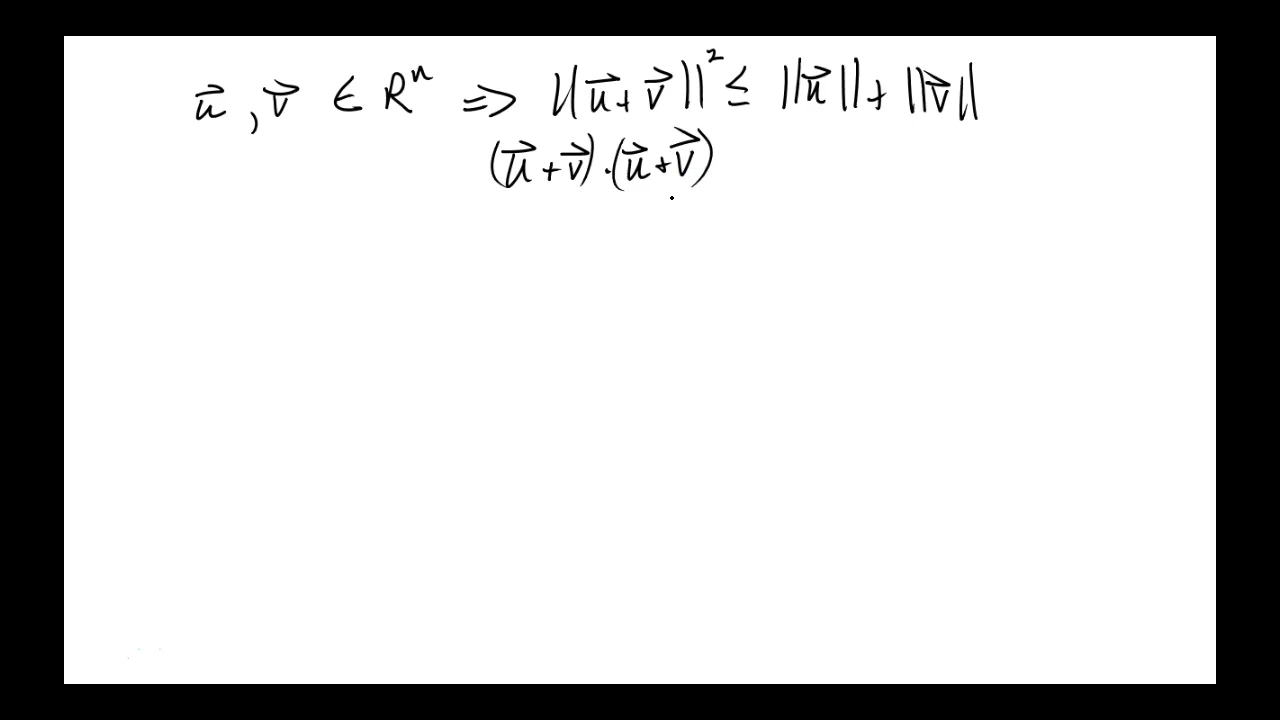 u⃗ , v⃗ ∈ Rⁿ ⇒ ||u⃗ + v⃗||² ≤ ||u⃗|| + ||v⃗||
(u⃗ + v⃗) · (u⃗ + v⃗)